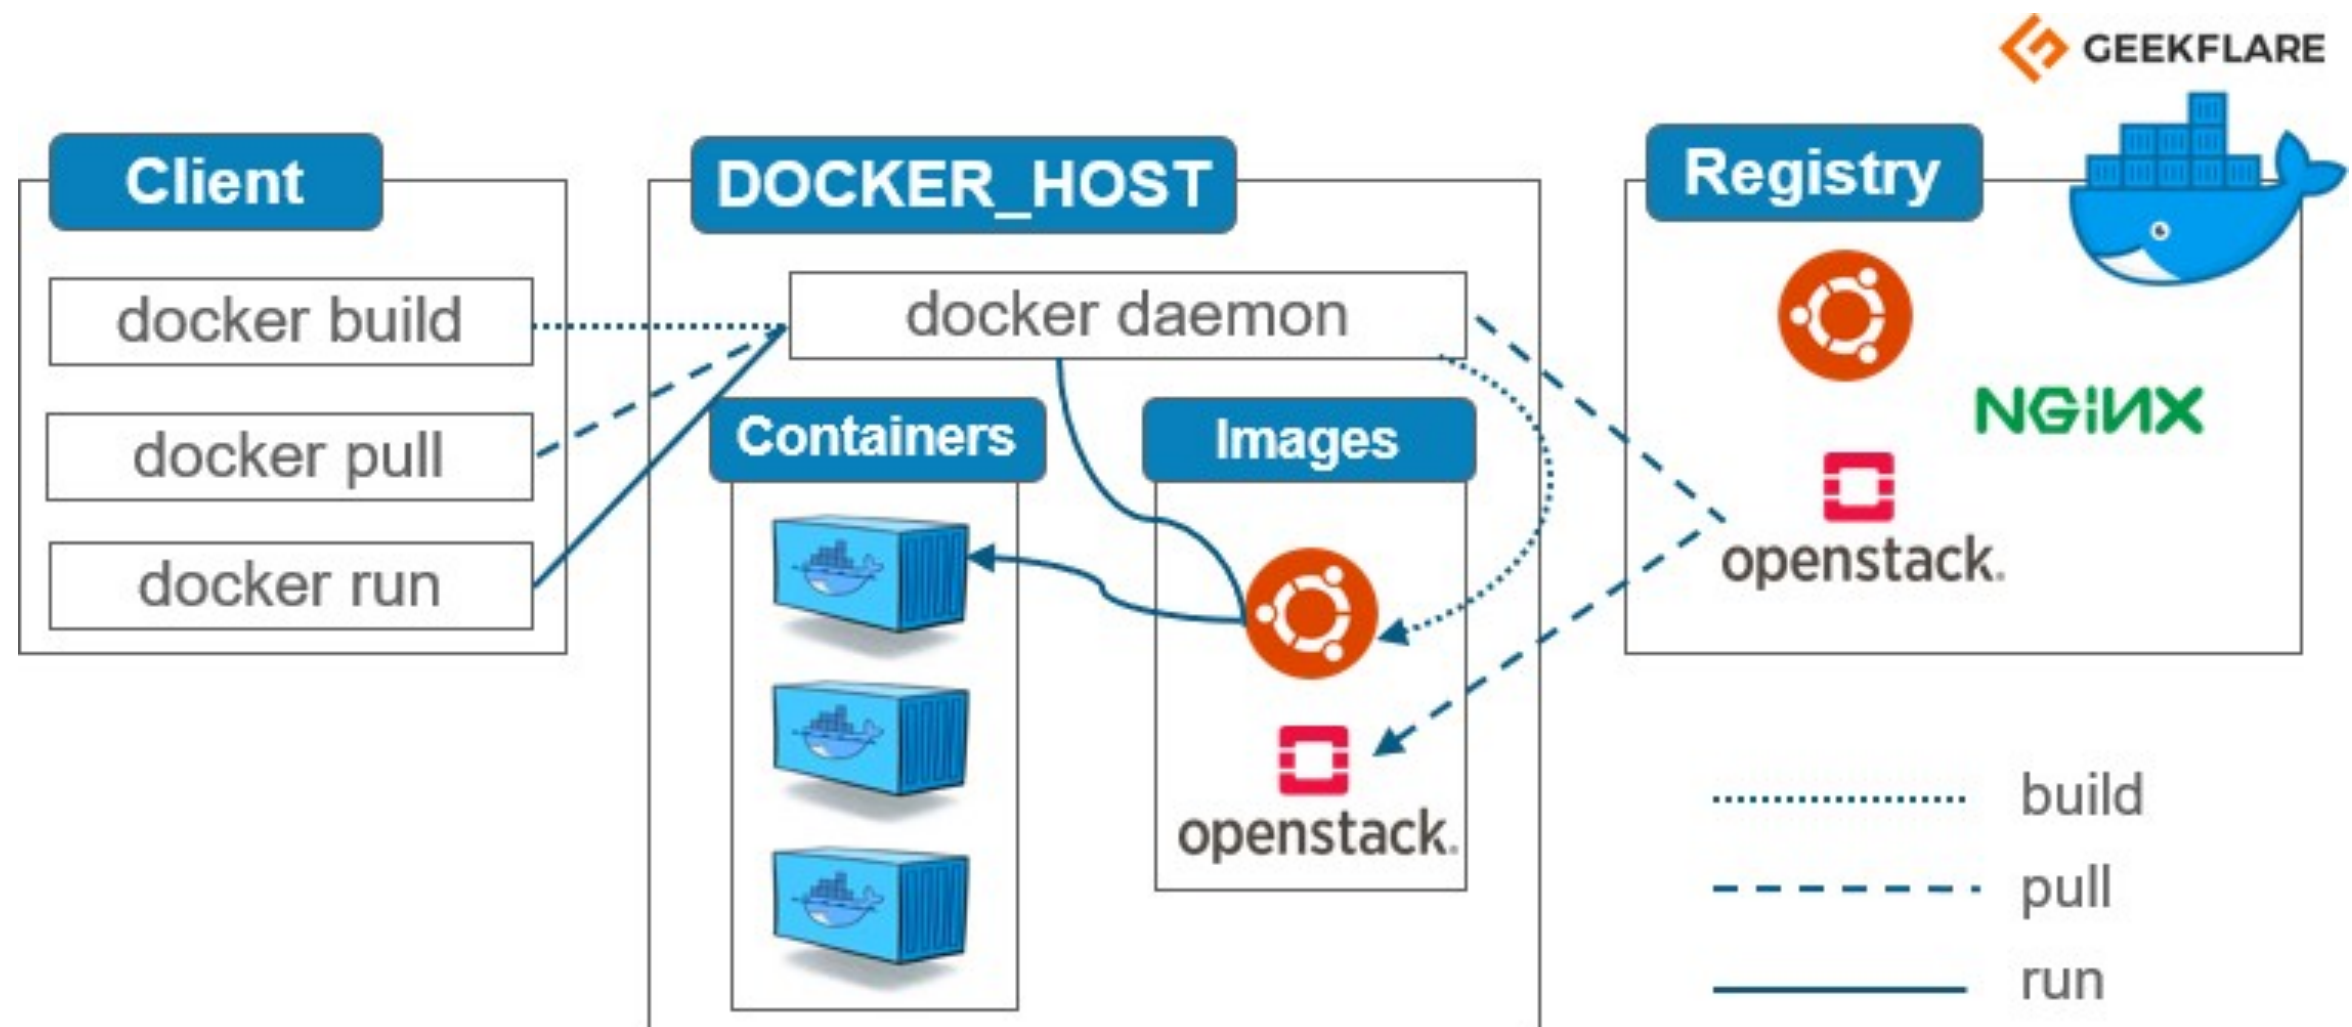 GEEKFLARE
Client
docker build
docker pull
docker run
DOCKER_HOST
docker daemon
Containers
Images
openstack.
Registry
NGiNX
openstack.
build
pull
run